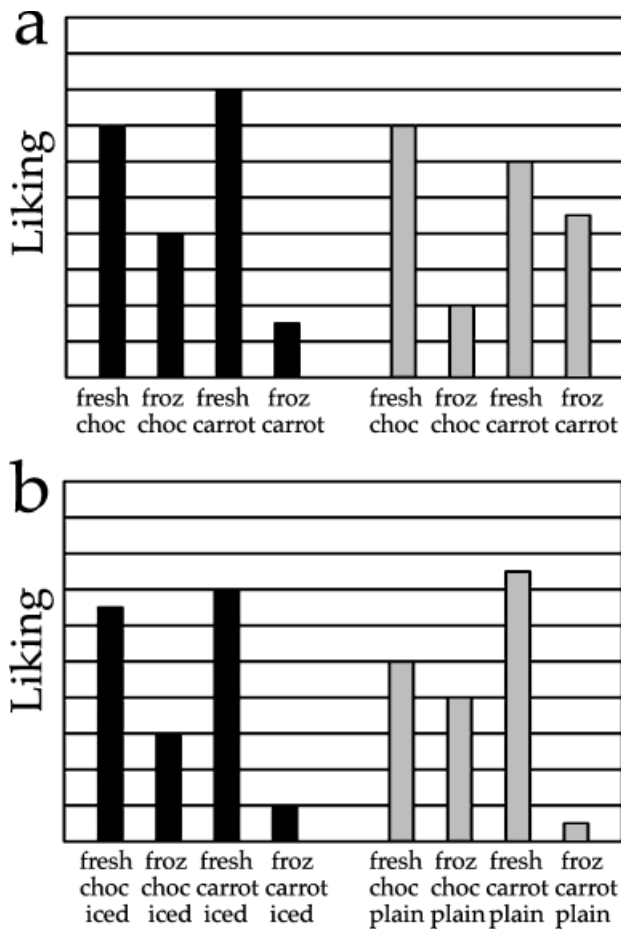 a
Liking
fresh froz fresh froz fresh froz fresh froz
choc choc carrot carrot choc choc carrot carrot
b
Liking
fresh froz fresh froz fresh froz fresh froz
choc choc carrot carrot choc choc carrot carrot
iced iced iced iced plain plain plain plain